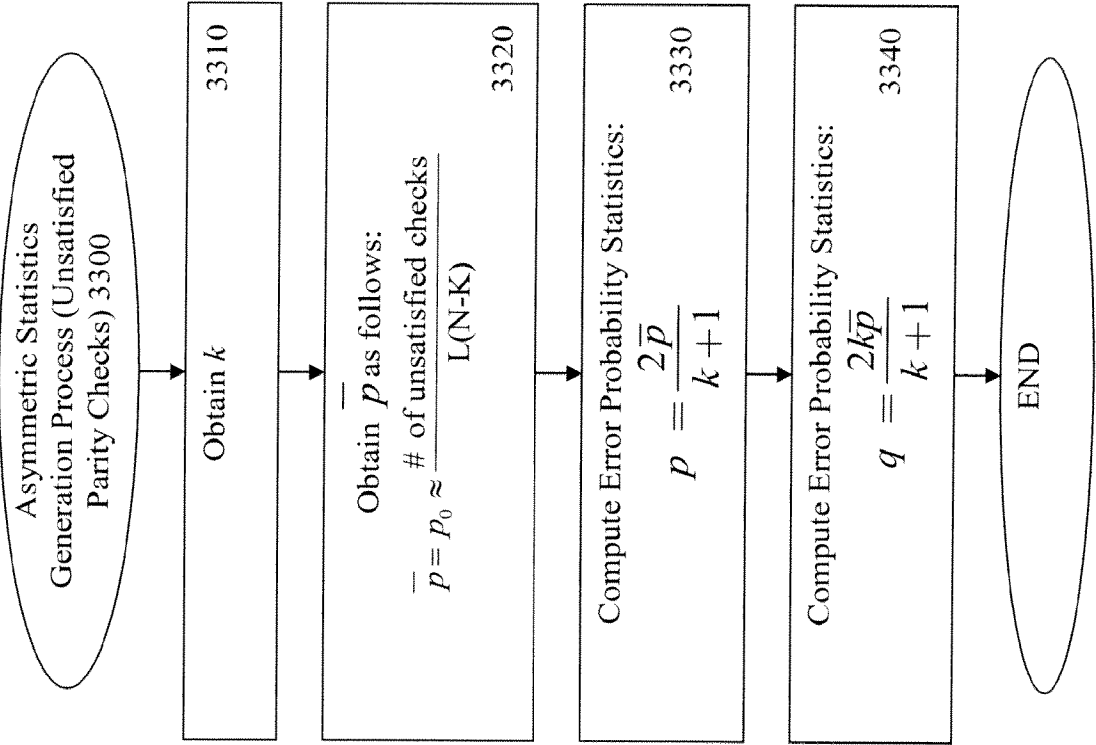 Asymmetric Statistics
Generation Process (Unsatisfied
Parity Checks) 3300
Obtain k
3310
Obtain p̅ as follows:
p̅ = p₀ ≈ # of unsatisfied checks / L(N-K)
3320
Compute Error Probability Statistics:
p = 2p̅ / k + 1
3330
Compute Error Probability Statistics:
q = 2kp̅ / k + 1
3340
END